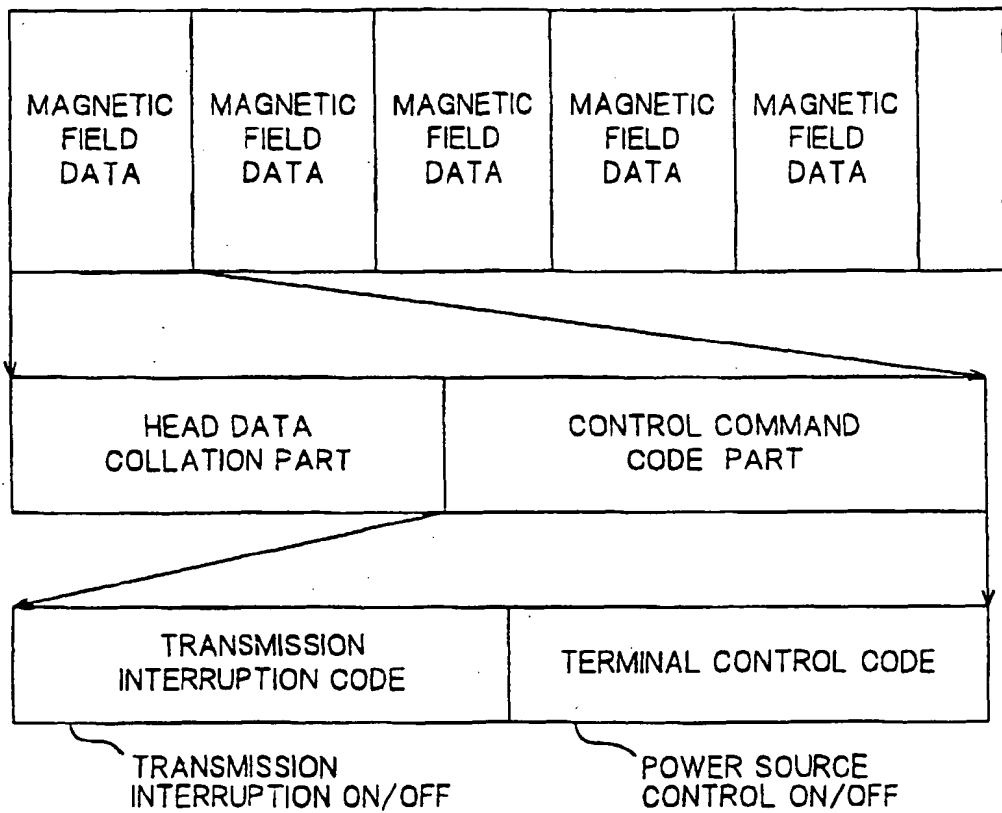 MAGNETIC FIELD DATA
MAGNETIC FIELD DATA
MAGNETIC FIELD DATA
MAGNETIC FIELD DATA
MAGNETIC FIELD DATA
HEAD DATA
COLLATION PART
CONTROL COMMAND
CODE PART
TRANSMISSION
INTERRUPTION CODE
TERMINAL CONTROL CODE
TRANSMISSION
INTERRUPTION ON/OFF
POWER SOURCE
CONTROL ON/OFF